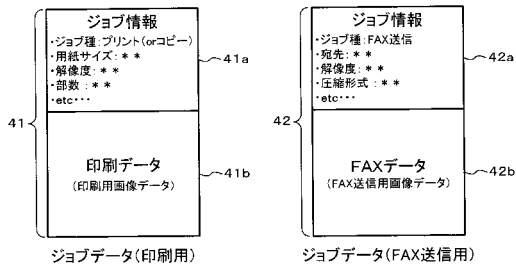 ジョブ情報
・ジョブ種:プリント(orコピー)
・用紙サイズ:**
・解像度:**
・部数:**
・etc・・・
41a
41
印刷データ
(印刷用画像データ)
41b
ジョブデータ(印刷用)
ジョブ情報
・ジョブ種:FAX送信
・宛先:**
・解像度:**
・圧縮形式:**
・etc・・・
42a
42
FAXデータ
(FAX送信用画像データ)
42b
ジョブデータ(FAX送信用)